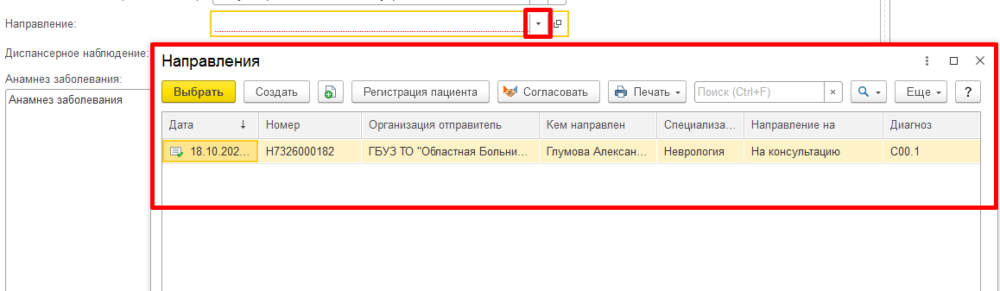 Направление:
Диспансерное наблюдение:
Анамнез заболевания:
Анамнез заболевания
Направления
Выбрать Создать Регистрация пациента Согласовать Печать Поиск (Ctrl+F) × Еще ?
Дата ↓ Номер Организация отправитель Кем направлен Специализа... Направление на Диагноз
18.10.202... Н7326000182 ГБУЗ ТО "Областная Больни... Глумова Алексан... Неврология На консультацию C00.1